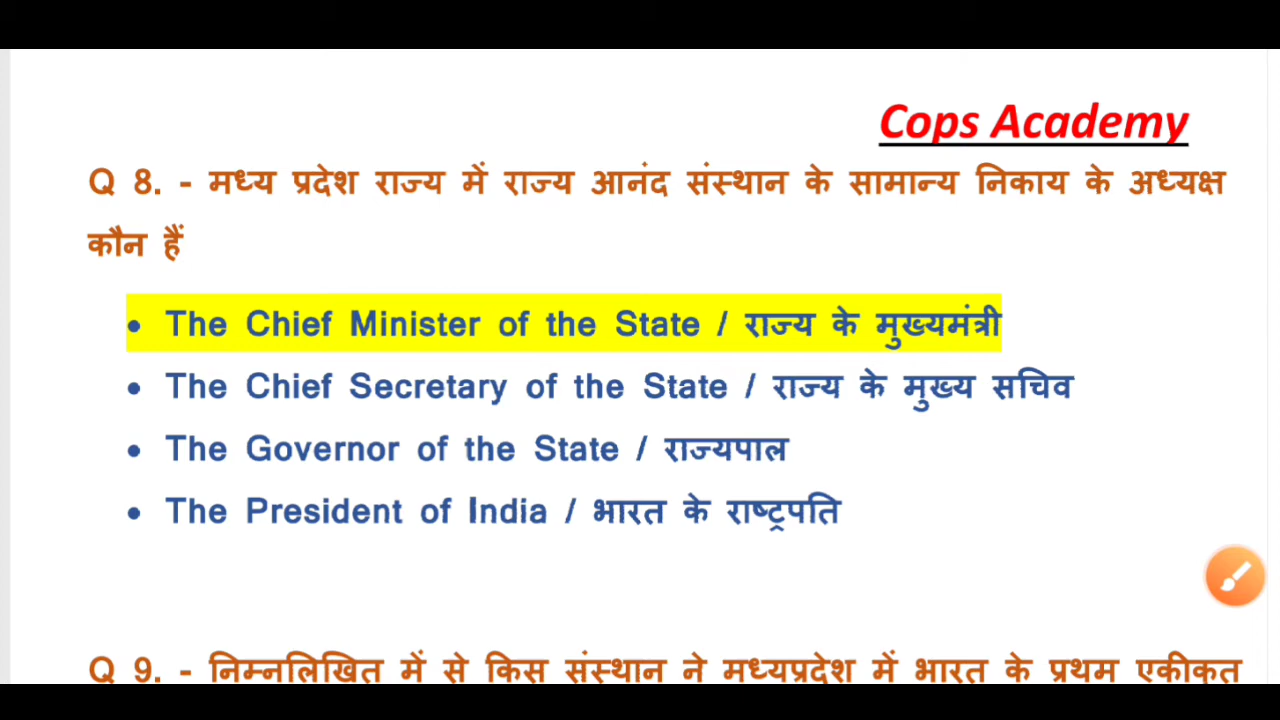 Cops Academy
Q 8. - मध्य प्रदेश राज्य में राज्य आनंद संस्थान के सामान्य निकाय के अध्यक्ष
कौन हैं
• The Chief Minister of the State / राज्य के मुख्यमंत्री
• The Chief Secretary of the State / राज्य के मुख्य सचिव
• The Governor of the State / राज्यपाल
• The President of India / भारत के राष्ट्रपति
Q 9. - निम्नलिखित में से किस संस्थान ने मध्यप्रदेश में भारत के प्रथम एकीकृत